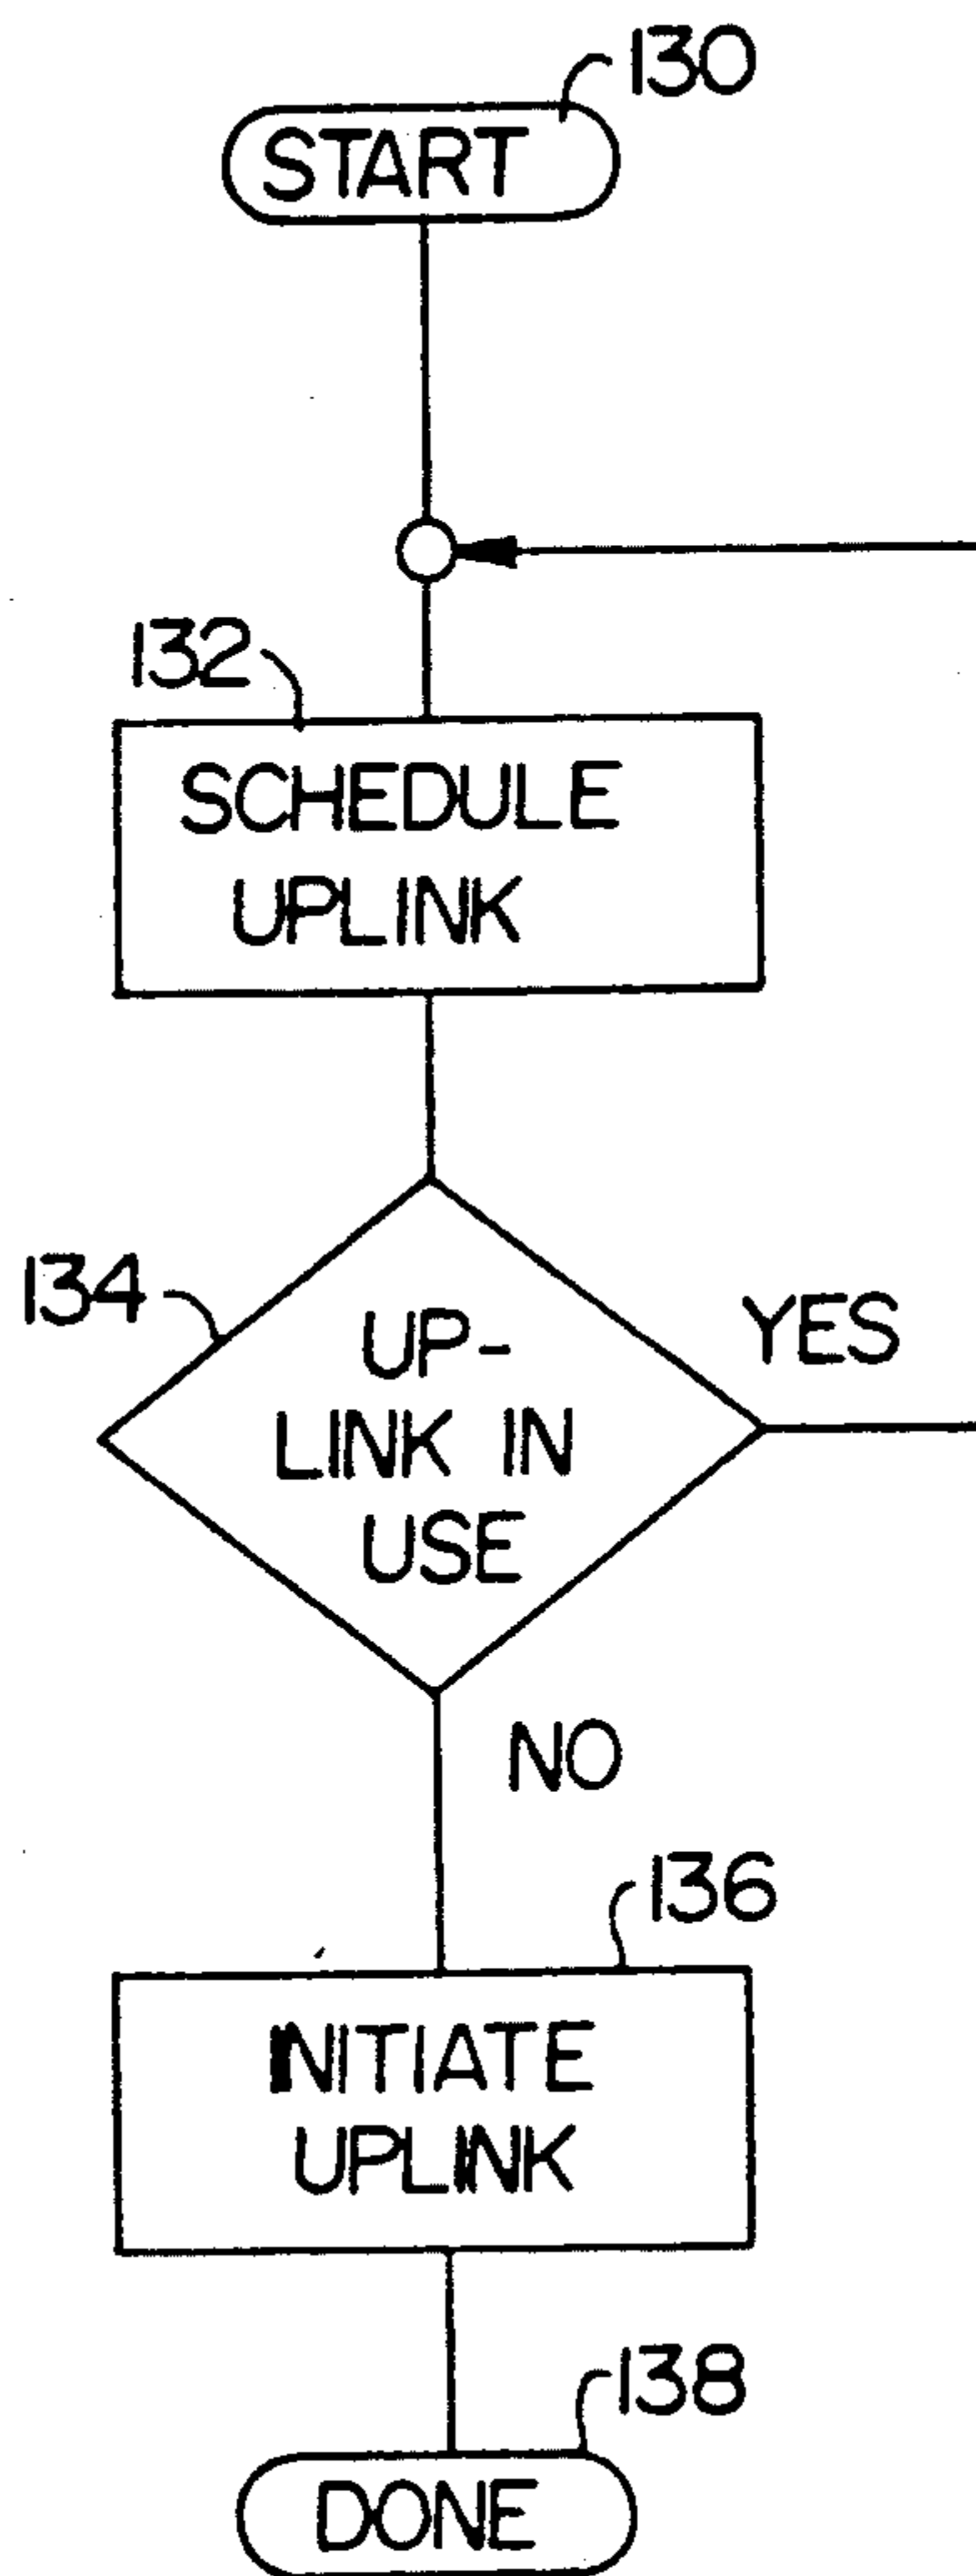 130
START
132
SCHEDULE
UPLINK
134
UP-
LINK IN
USE
YES
NO
136
INITIATE
UPLINK
138
DONE